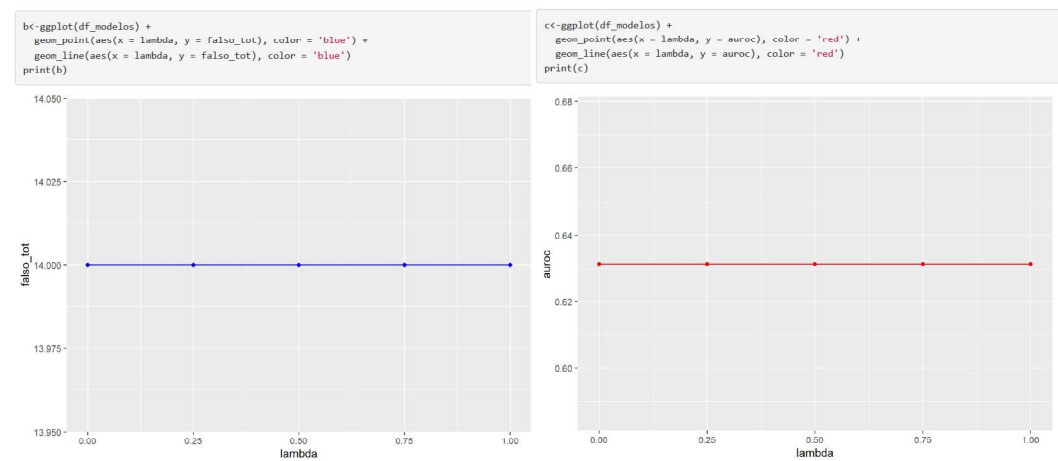 b<-ggplot(df_modelos) +
geom_point(aes(x = lambda, y = falso_tot), color = 'blue') +
geom_line(aes(x = lambda, y = falso_tot), color = 'blue')
print(b)
14.050
14.025
14.000
13.975
13.950
falso_tot
0.00 0.25 0.50 0.75 1.00
lambda
c<-ggplot(df_modelos) +
geom_point(aes(x = lambda, y = auroc), color = 'red') +
geom_line(aes(x = lambda, y = auroc), color = 'red')
print(c)
0.68
0.66
0.64
0.62
0.60
auroc
0.00 0.25 0.50 0.75 1.00
lambda